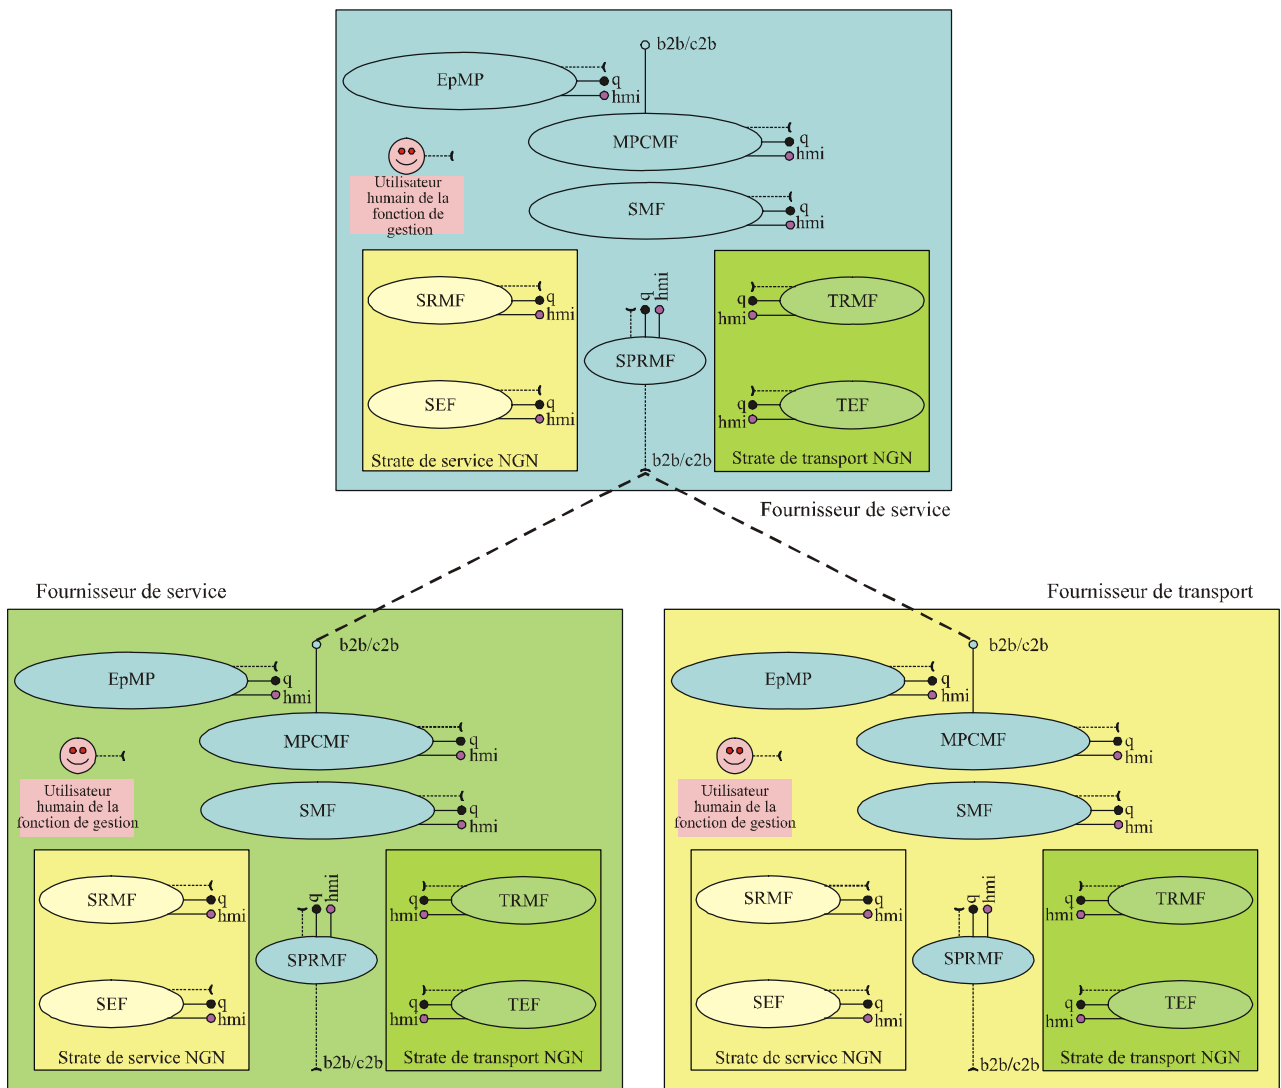 b2b/c2b
EpMP
q
hmi
MPCMF
q
hmi
Utilisateur
humain de la
fonction de
gestion
SMF
q
hmi
SRMF
q
hmi
SEF
q
hmi
Strate de service NGN
q
hmi
SPRMF
b2b/c2b
TRMF
q
hmi
TEF
q
hmi
Strate de transport NGN
Fournisseur de service
Fournisseur de service
b2b/c2b
EpMP
q
hmi
MPCMF
q
hmi
Utilisateur
humain de la
fonction de gestion
SMF
q
hmi
SRMF
q
hmi
SEF
q
hmi
Strate de service NGN
q
hmi
SPRMF
b2b/c2b
TRMF
q
hmi
TEF
q
hmi
Strate de transport NGN
Fournisseur de transport
b2b/c2b
EpMP
q
hmi
MPCMF
q
hmi
Utilisateur
humain de la
fonction de gestion
SMF
q
hmi
SRMF
q
hmi
SEF
q
hmi
Strate de service NGN
q
hmi
SPRMF
b2b/c2b
TRMF
q
hmi
TEF
q
hmi
Strate de transport NGN